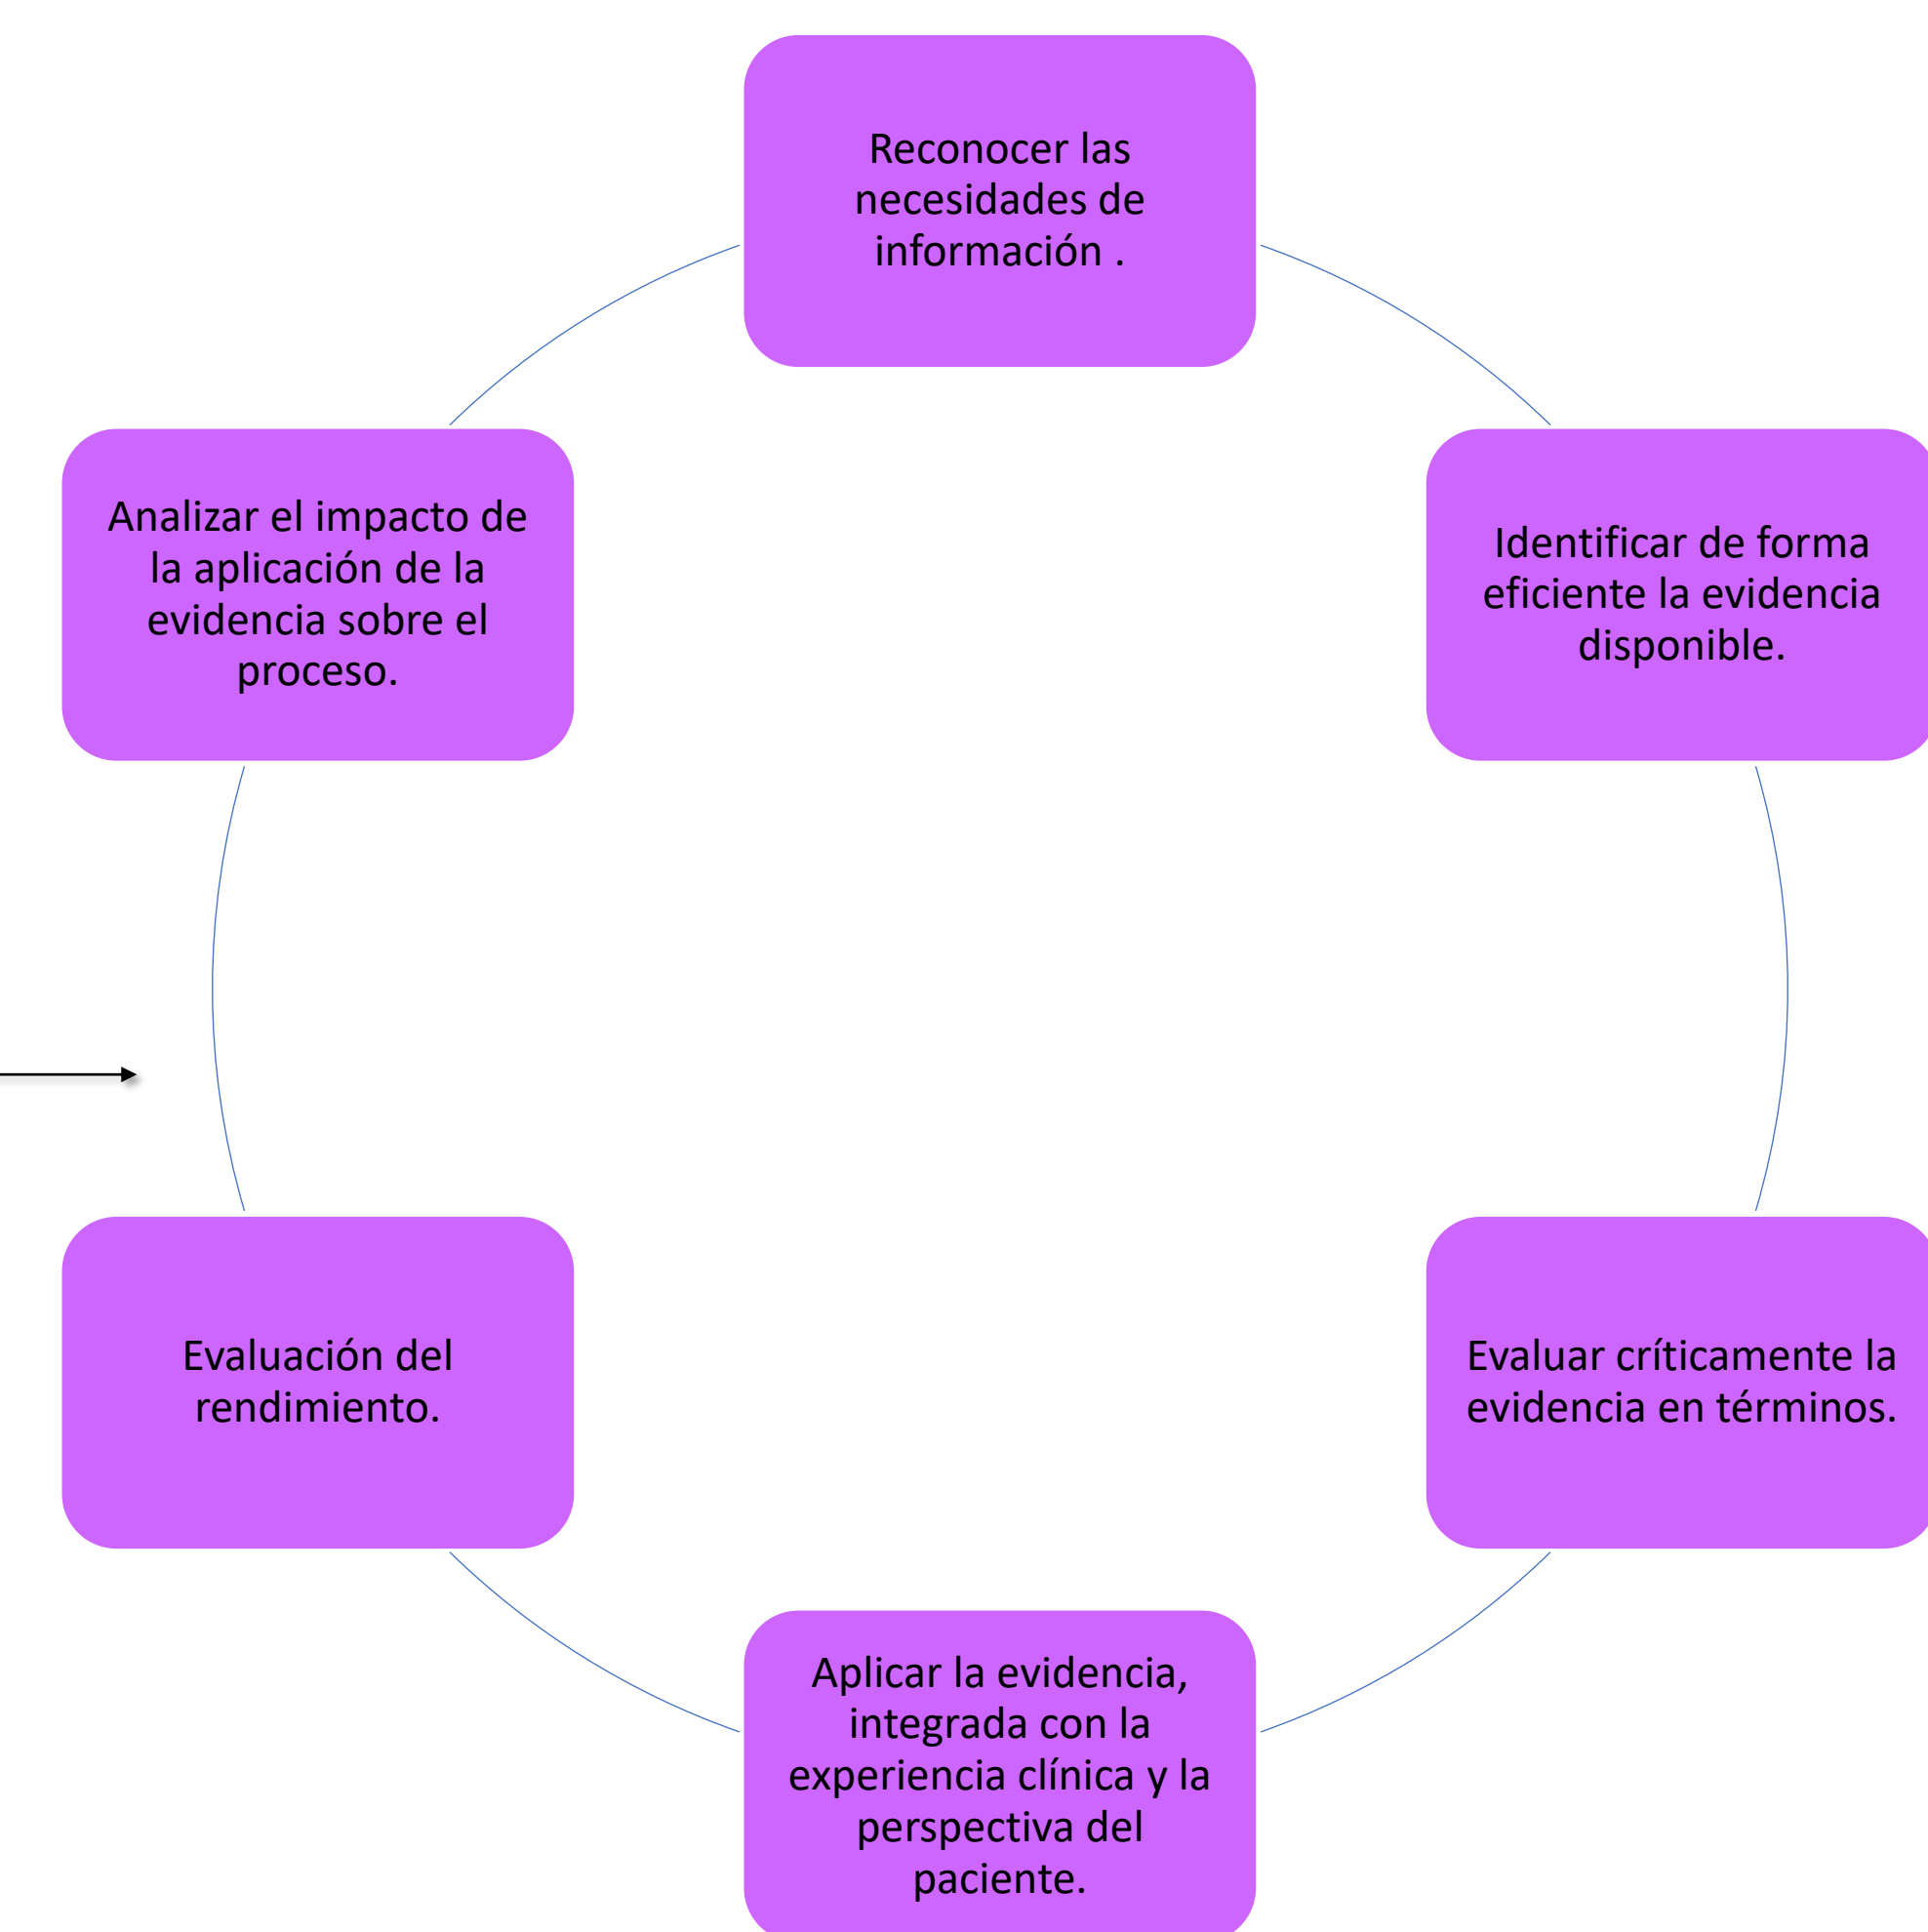 Reconocer las
necesidades de
información .
Identificar de forma
eficiente la evidencia
disponible.
Evaluar críticamente la
evidencia en términos.
Aplicar la evidencia,
integrada con la
experiencia clínica y la
perspectiva del
paciente.
Evaluación del
rendimiento.
Analizar el impacto de
la aplicación de la
evidencia sobre el
proceso.